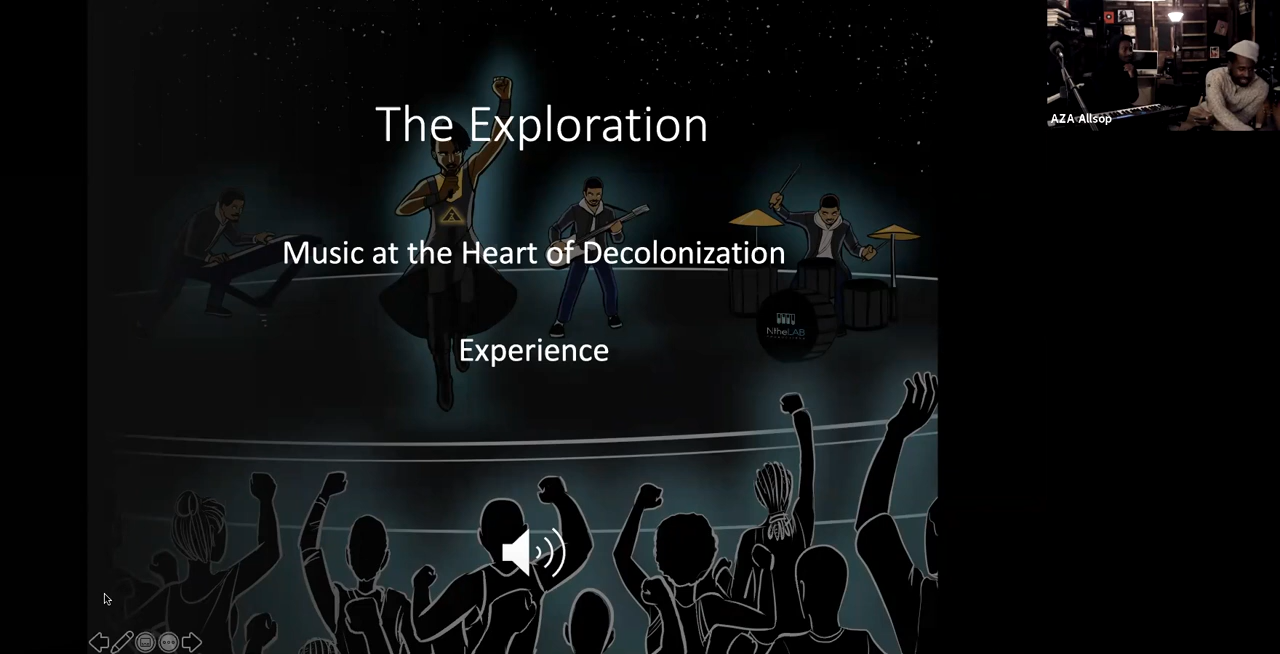 The Exploration
Music at the Heart of Decolonization
Experience
AZA Allsop
NtheLAB